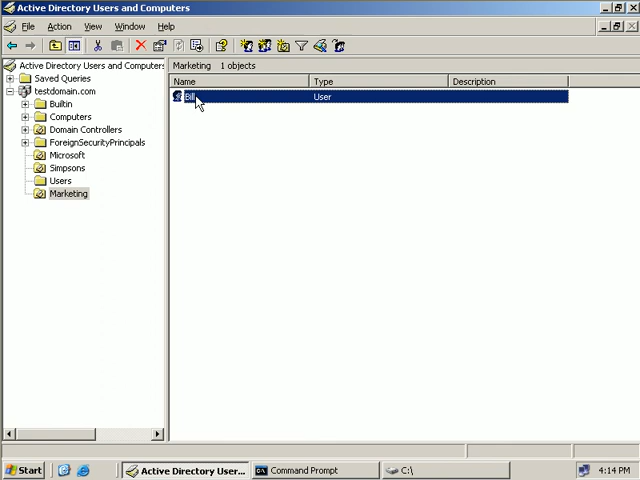 Active Directory Users and Computers
File Action View Window Help
Active Directory Users and Computers
Saved Queries
testdomain.com
Builtin
Computers
Domain Controllers
ForeignSecurityPrincipals
Microsoft
Simpsons
Users
Marketing
Marketing 1 objects
Name Type Description
Bill User
Start Active Directory User... Command Prompt C:\ 4:14 PM